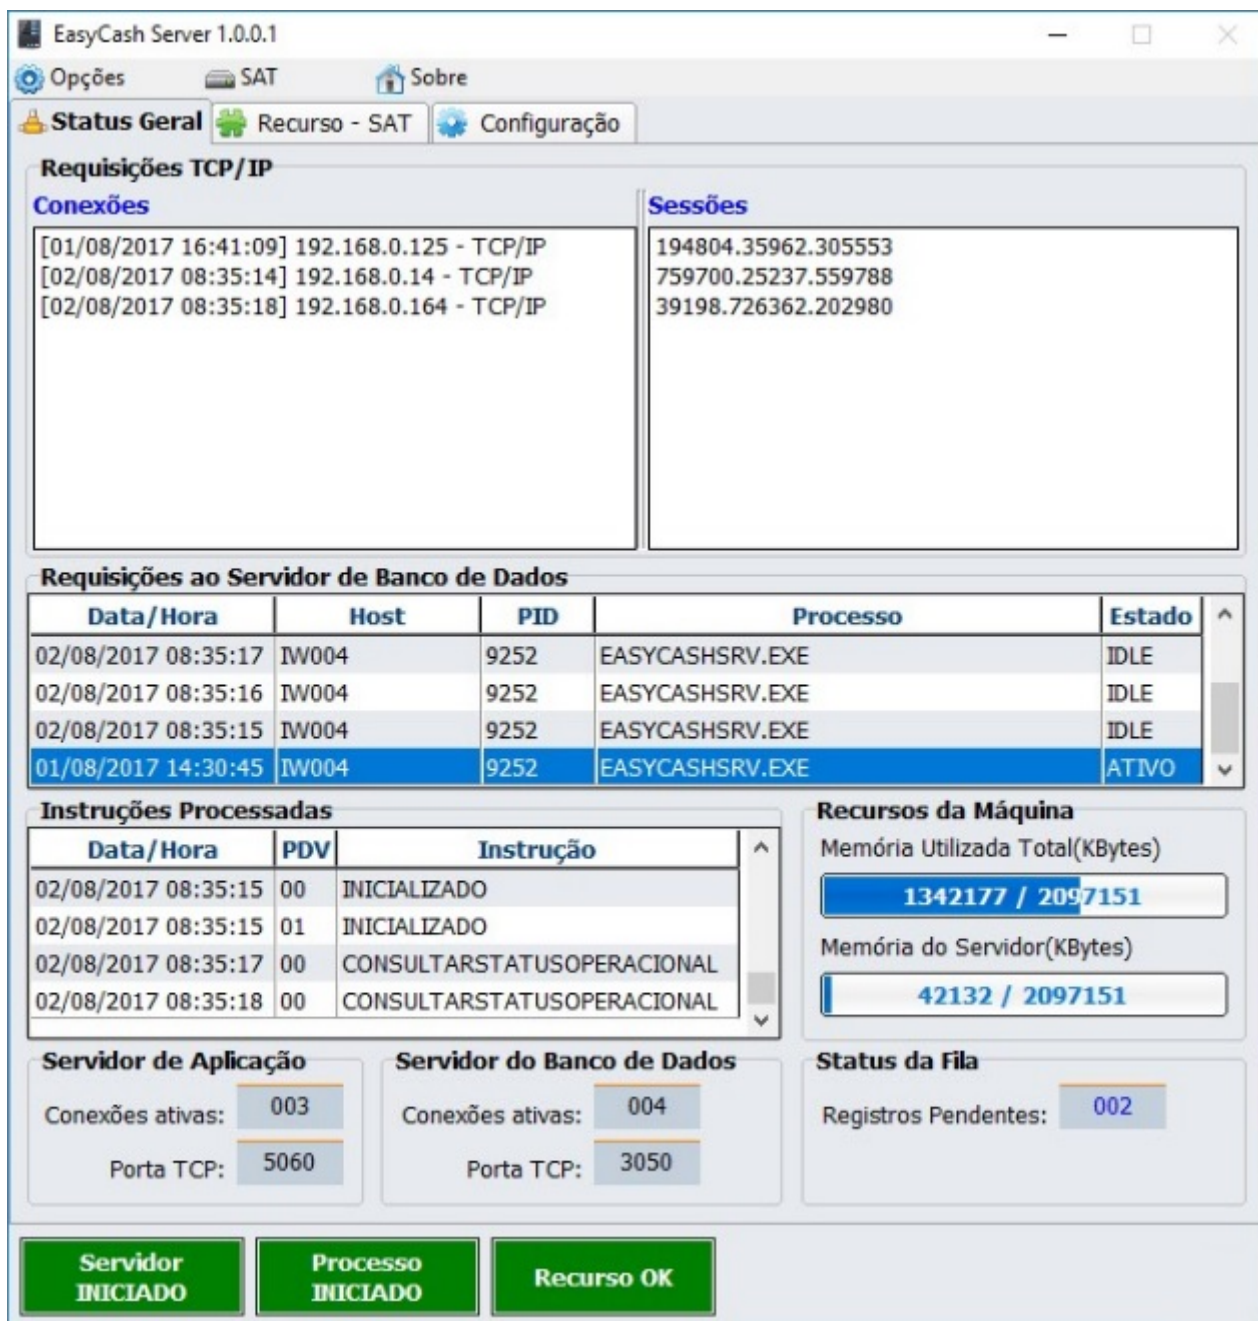 EasyCash Server 1.0.0.1
Opções SAT Sobre
Status Geral Recurso - SAT Configuração
Requisições TCP/IP
Conexões Sessões
[01/08/2017 16:41:09] 192.168.0.125 - TCP/IP 194804.35962.305553
[02/08/2017 08:35:14] 192.168.0.14 - TCP/IP 759700.25237.559788
[02/08/2017 08:35:18] 192.168.0.164 - TCP/IP 39198.726362.202980
Requisições ao Servidor de Banco de Dados
Data/Hora Host PID Processo Estado
02/08/2017 08:35:17 IW004 9252 EASYCASHSRV.EXE IDLE
02/08/2017 08:35:16 IW004 9252 EASYCASHSRV.EXE IDLE
02/08/2017 08:35:15 IW004 9252 EASYCASHSRV.EXE IDLE
01/08/2017 14:30:45 IW004 9252 EASYCASHSRV.EXE ATIVO
Instruções Processadas
Data/Hora PDV Instrução
02/08/2017 08:35:15 00 INICIALIZADO
02/08/2017 08:35:15 01 INICIALIZADO
02/08/2017 08:35:17 00 CONSULTARSTATUSOPERACIONAL
02/08/2017 08:35:18 00 CONSULTARSTATUSOPERACIONAL
Recursos da Máquina
Memória Utilizada Total(KBytes)
1342177 / 2097151
Memória do Servidor(KBytes)
42132 / 2097151
Servidor de Aplicação
Conexões ativas: 003
Porta TCP: 5060
Servidor do Banco de Dados
Conexões ativas: 004
Porta TCP: 3050
Status da Fila
Registros Pendentes: 002
Servidor
INICIADO
Processo
INICIADO
Recurso OK